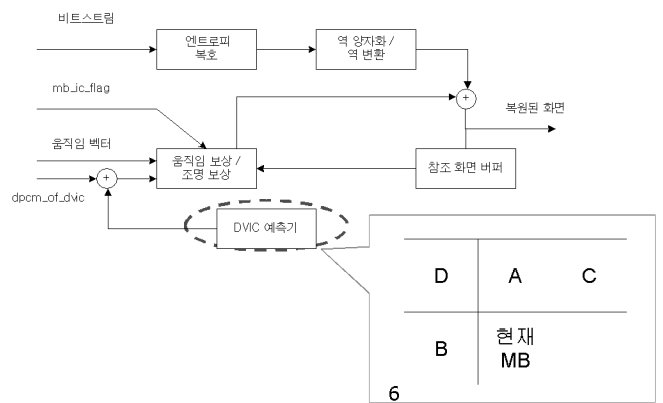 비트스트림
엔트로피
복호
역 양자화 /
역 변환
mb_ic_flag
+
복원된 화면
움직임 벡터
움직임 보상 /
조명 보상
참조 화면 버퍼
+
dpcm_of_dvic
DVIC 예측기
D A C
B 현재
MB
6